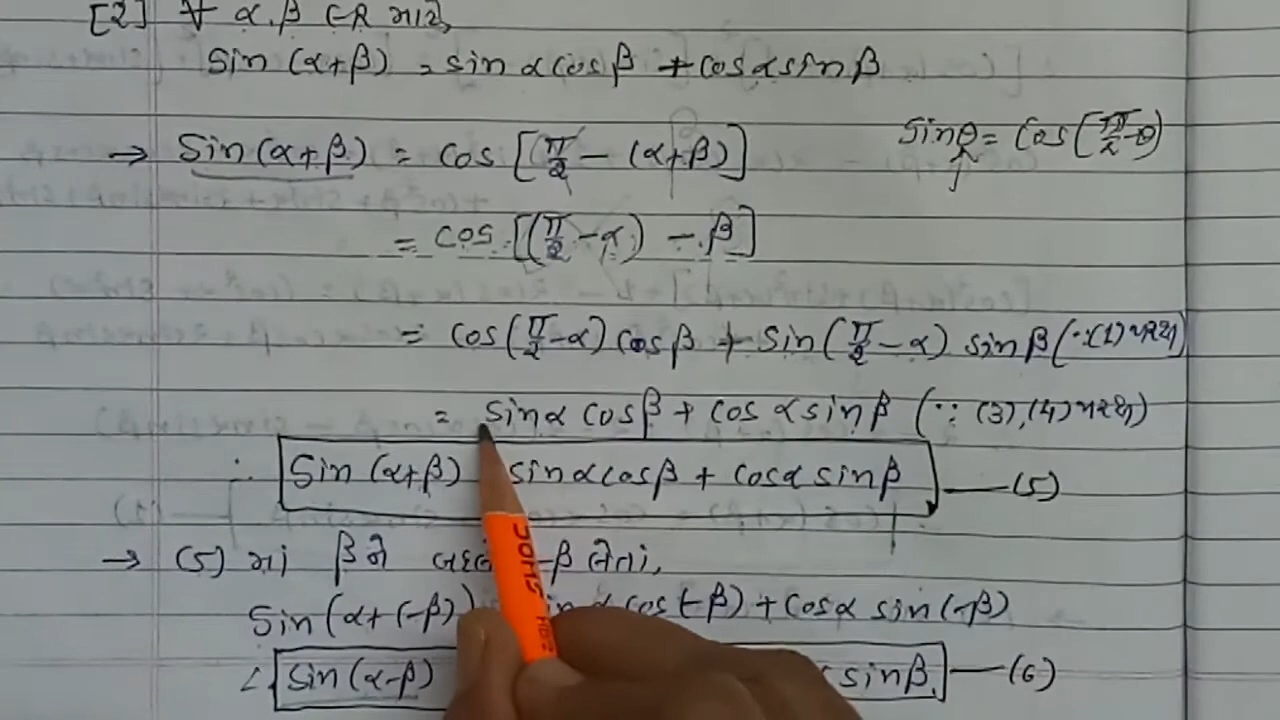 [2] ∀ α, β ∈ R માટે,
Sin (α+β) = sin α cos β + cos α sin β
Sinθ = Cos(π/2 - θ)
→ Sin(α+β) = cos [π/2 - (α+β)]
= cos [(π/2 - α) - β]
= cos(π/2 - α) cos β + sin(π/2 - α) sin β (∵ (1) પરથી)
= sin α cos β + cos α sin β (∵ (3), (4) પરથી)
∴ Sin (α+β) sin α cos β + cos α sin β —(5)
→ (5) માં β ને બદલે -β લેતાં,
Sin (α+(-β)) cos(-β) + cos α sin(-β)
Sin (α-β) sin β. —(6)
DOMS HB2